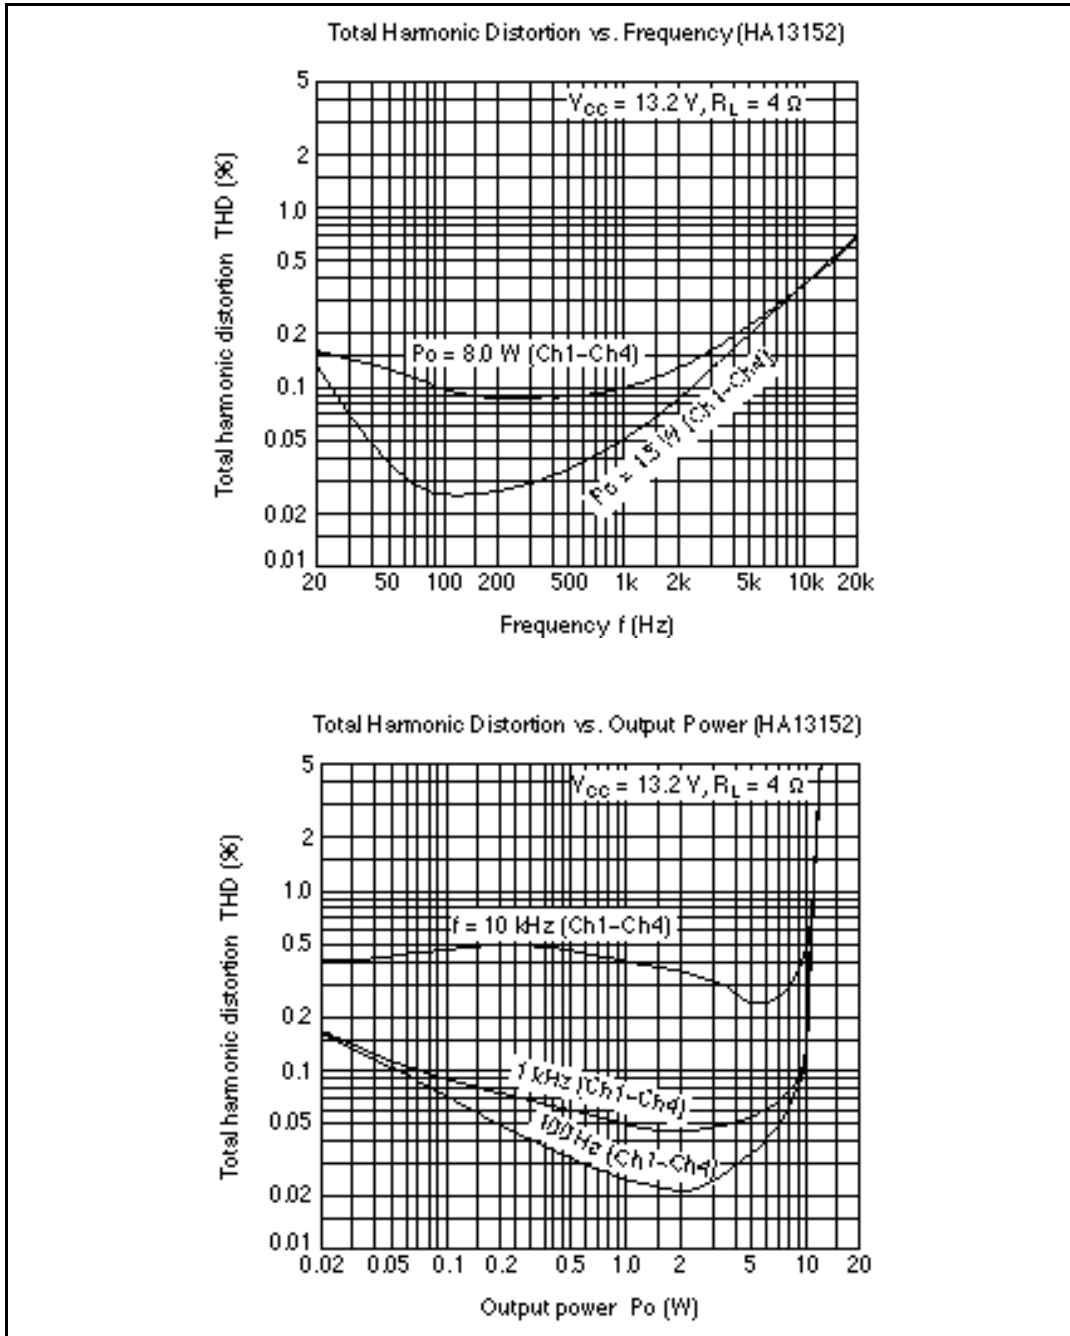 Total Harmonic Distortion vs. Frequency (HA13152)
5
VCC = 13.2 V, RL = 4 Ω
2
1.0
0.5
0.2
Po = 8.0 W (Ch1–Ch4)
0.1
0.05
Po = 1.5 W (Ch1–Ch4)
0.02
0.01
Total harmonic distortion THD (%)
20 50 100 200 500 1k 2k 5k 10k 20k
Frequency f (Hz)
Total Harmonic Distortion vs. Output Power (HA13152)
5
VCC = 13.2 V, RL = 4 Ω
2
1.0
f = 10 kHz (Ch1–Ch4)
0.5
0.2
0.1
1 kHz (Ch1–Ch4)
0.05
100 Hz (Ch1–Ch4)
0.02
0.01
Total harmonic distortion THD (%)
0.02 0.05 0.1 0.2 0.5 1.0 2 5 10 20
Output power Po (W)